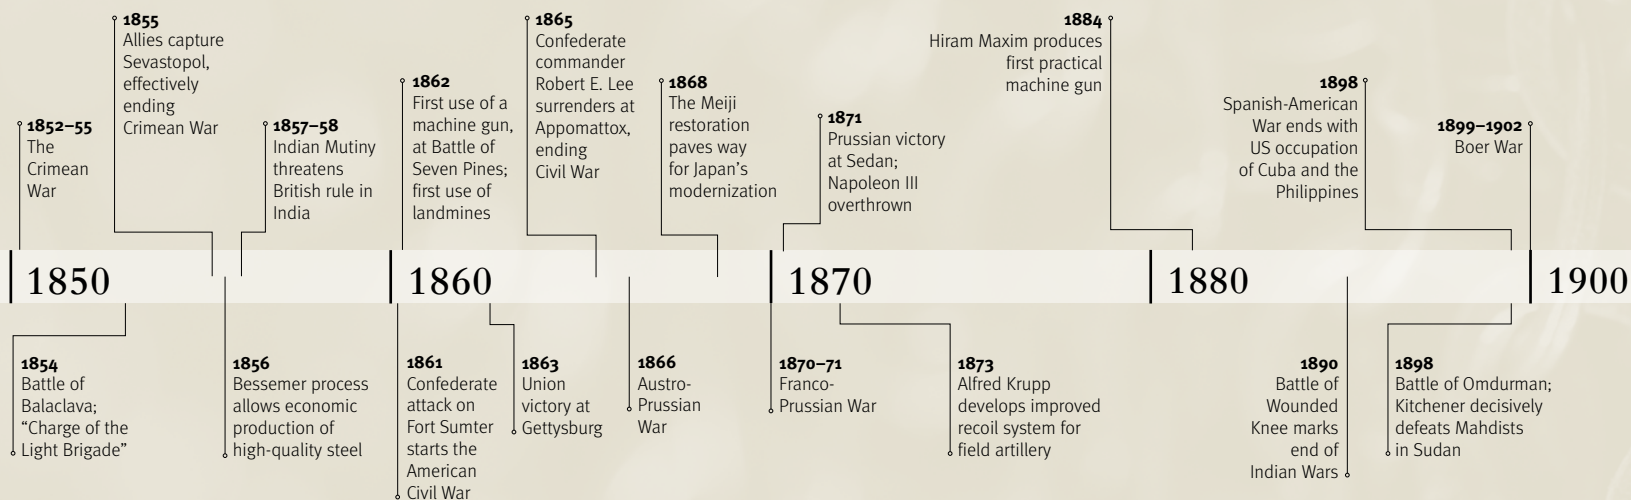 1852–55
The
Crimean
War
1855
Allies capture
Sevastopol,
effectively
ending
Crimean War
1857–58
Indian Mutiny
threatens
British rule in
India
1862
First use of a
machine gun,
at Battle of
Seven Pines;
first use of
landmines
1865
Confederate
commander
Robert E. Lee
surrenders at
Appomattox,
ending
Civil War
1868
The Meiji
restoration
paves way
for Japan’s
modernization
1871
Prussian victory
at Sedan;
Napoleon III
overthrown
1884
Hiram Maxim produces
first practical
machine gun
1898
Spanish-American
War ends with
US occupation
of Cuba and the
Philippines
1899–1902
Boer War
1850
1860
1870
1880
1900
1854
Battle of
Balaclava;
“Charge of the
Light Brigade”
1856
Bessemer process
allows economic
production of
high-quality steel
1861
Confederate
attack on
Fort Sumter
starts the
American
Civil War
1863
Union
victory at
Gettysburg
1866
Austro-
Prussian
War
1870–71
Franco-
Prussian War
1873
Alfred Krupp
develops improved
recoil system for
field artillery
1890
Battle of
Wounded
Knee marks
end of
Indian Wars
1898
Battle of Omdurman;
Kitchener decisively
defeats Mahdists
in Sudan